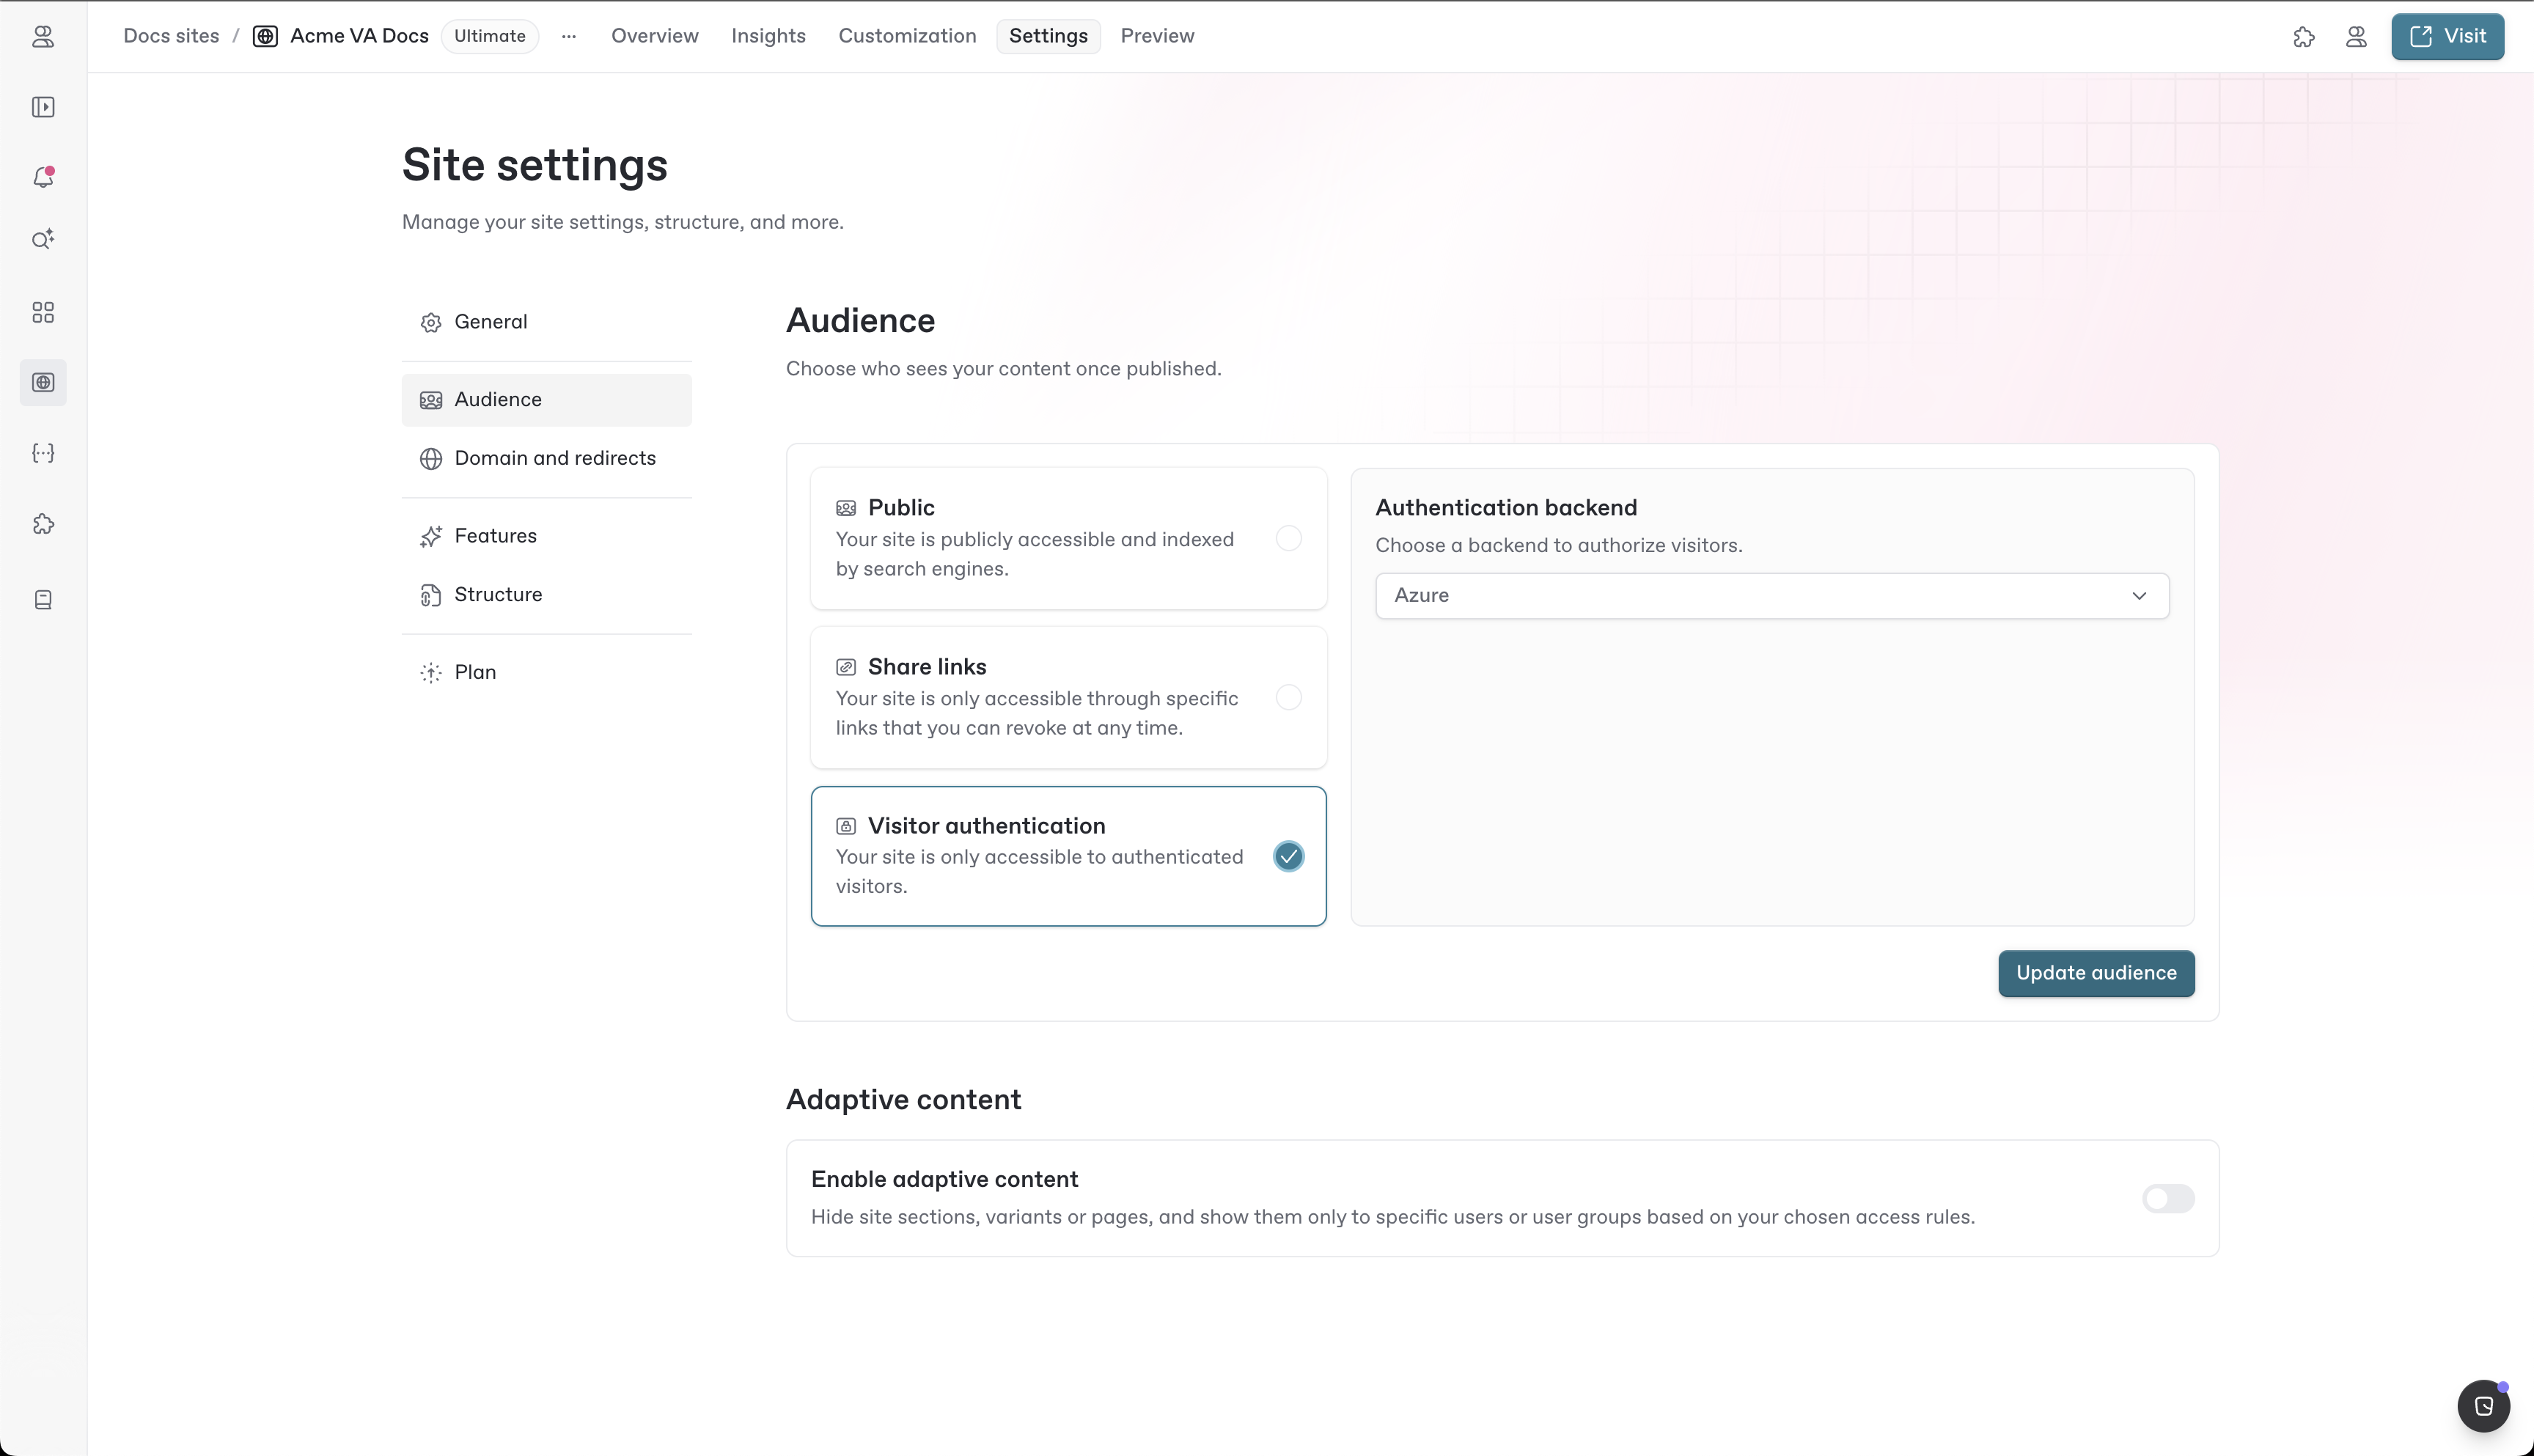 Docs sites / Acme VA Docs Ultimate ··· Overview Insights Customization Settings Preview Visit
Site settings
Manage your site settings, structure, and more.
General
Audience
Domain and redirects
Features
Structure
Plan
Audience
Choose who sees your content once published.
Public
Your site is publicly accessible and indexed
by search engines.
Share links
Your site is only accessible through specific
links that you can revoke at any time.
Visitor authentication
Your site is only accessible to authenticated
visitors.
Authentication backend
Choose a backend to authorize visitors.
Azure
Update audience
Adaptive content
Enable adaptive content
Hide site sections, variants or pages, and show them only to specific users or user groups based on your chosen access rules.